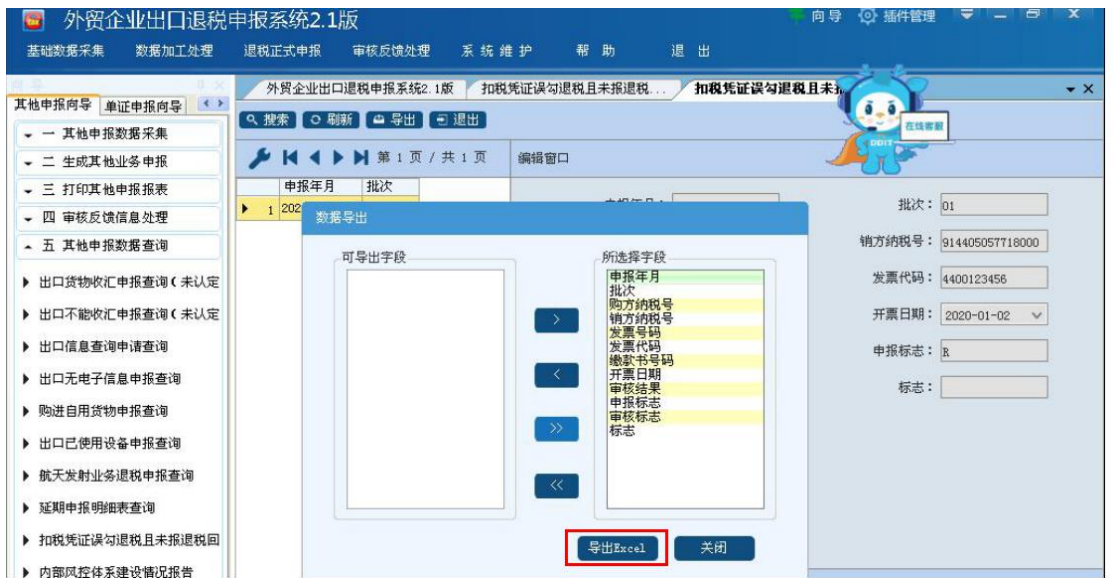 外贸企业出口退税申报系统2.1版
向导 插件管理
基础数据采集 数据加工处理 退税正式申报 审核反馈处理 系统维护 帮助 退出
向导
其他申报向导 单证申报向导
外贸企业出口退税申报系统2.1版 扣税凭证误勾退税且未报退税... 扣税凭证误勾退税且未
在线客服
DDIT
搜索 刷新 导出 退出
第 1 页 / 共 1 页 编辑窗口
一 其他申报数据采集
二 生成其他业务申报
三 打印其他申报报表
四 审核反馈信息处理
五 其他申报数据查询
出口货物收汇申报查询(未认定
出口不能收汇申报查询(未认定
出口信息查询申请查询
出口无电子信息申报查询
购进自用货物申报查询
出口已使用设备申报查询
航天发射业务退税申报查询
延期申报明细表查询
扣税凭证误勾退税且未报退税回
内部风控体系建设情况报告
申报年月 批次
1 202
数据导出
可导出字段
所选择字段
申报年月
批次
购方纳税号
销方纳税号
发票号码
发票代码
缴款书号码
开票日期
审核结果
申报标志
审核标志
标志
>
<
>>
<<
导出Excel 关闭
批次: 01
销方纳税号: 914405057718000
发票代码: 4400123456
开票日期: 2020-01-02
申报标志: R
标志: